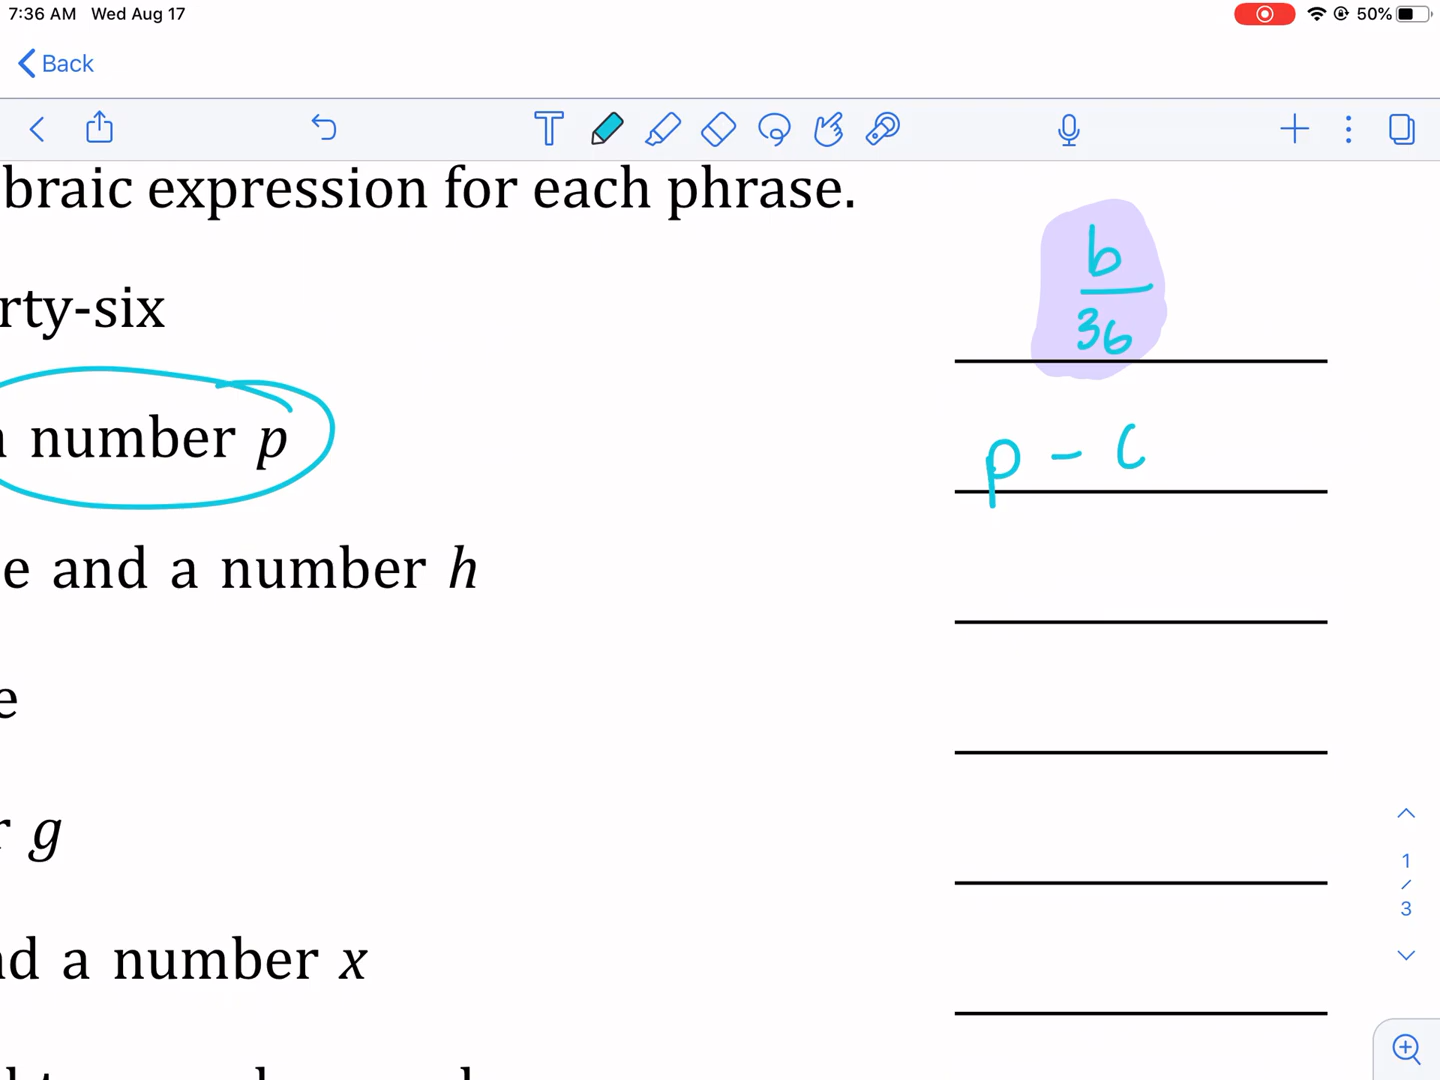 7:36 AM Wed Aug 17
50%
Back
T
braic expression for each phrase.
b
36
rty-six
number p
p -
e and a number h
e
r g
1
/
3
d a number x